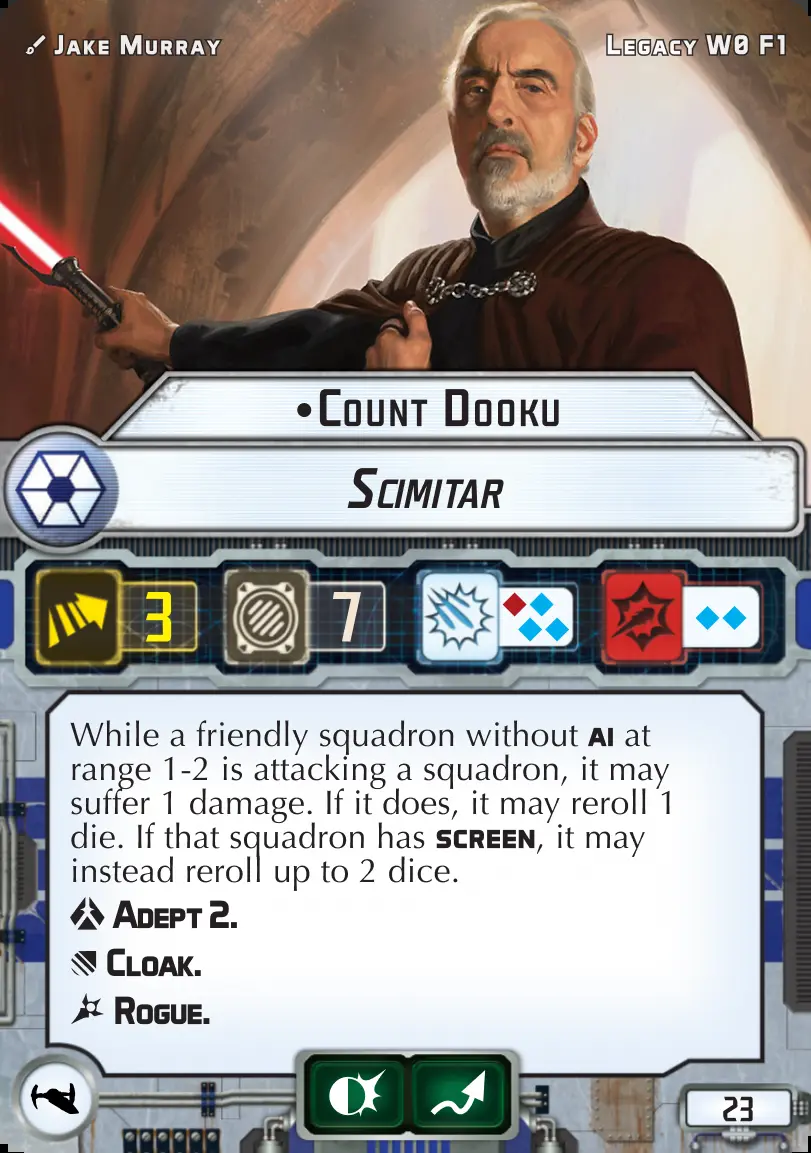 Jake Murray
Legacy W0 F1
•Count Dooku
Scimitar
3
7
While a friendly squadron without AI at
range 1-2 is attacking a squadron, it may
suffer 1 damage. If it does, it may reroll 1
die. If that squadron has SCREEN, it may
instead reroll up to 2 dice.
Adept 2.
Cloak.
Rogue.
23